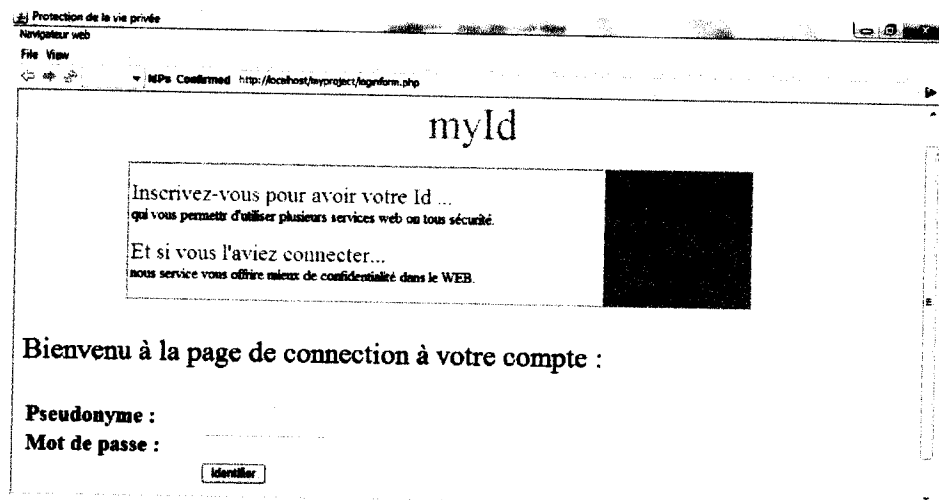 Protection de la vie privée
Navigateur web
File View
NPs Confirmed http://localhost/myproject/loginform.php
myId
Inscrivez-vous pour avoir votre Id ...
qui vous permettr d'utiliser plusieurs services web ou tous sécurité.
Et si vous l'aviez connecter...
nous service vous offrire mieux de confidentialité dans le WEB.
Bienvenu à la page de connection à votre compte :
Pseudonyme :
Mot de passe :
Identifier